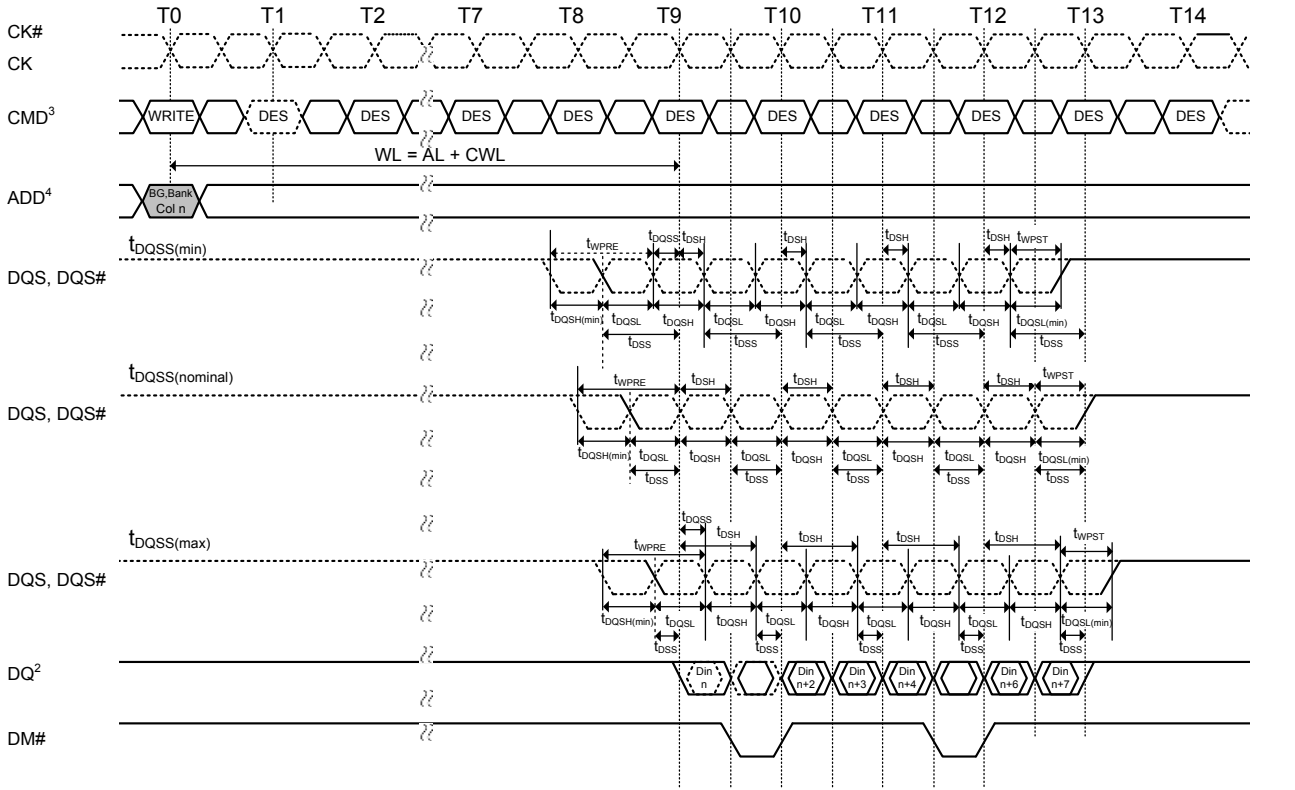 T0 T1 T2 T7 T8 T9 T10 T11 T12 T13 T14
CK#
CK
CMD3 WRITE DES DES DES DES DES DES DES DES DES DES
WL = AL + CWL
ADD4 BG,Bank
Col n
tDQSS(min) tWPRE tDQSS tDSH tDSH tDSH tDSH tWPST
DQS, DQS#
tDQSH(min) tDQSL tDQSH tDQSL tDQSH tDQSL tDQSH tDQSL tDQSH tDQSL(min)
tDSS tDSS tDSS tDSS tDSS
tDQSS(nominal) tWPRE tDSH tDSH tDSH tDSH tWPST
DQS, DQS#
tDQSH(min) tDQSL tDQSH tDQSL tDQSH tDQSL tDQSH tDQSL tDQSH tDQSL(min)
tDSS tDSS tDSS tDSS tDSS
tDQSS
tDQSS(max) tWPRE tDSH tDSH tDSH tDSH tWPST
DQS, DQS#
tDQSH(min) tDQSL tDQSH tDQSL tDQSH tDQSL tDQSH tDQSL tDQSH tDQSL(min)
tDSS tDSS tDSS tDSS tDSS
DQ2 Din Din Din Din Din Din
n n+2 n+3 n+4 n+6 n+7
DM#